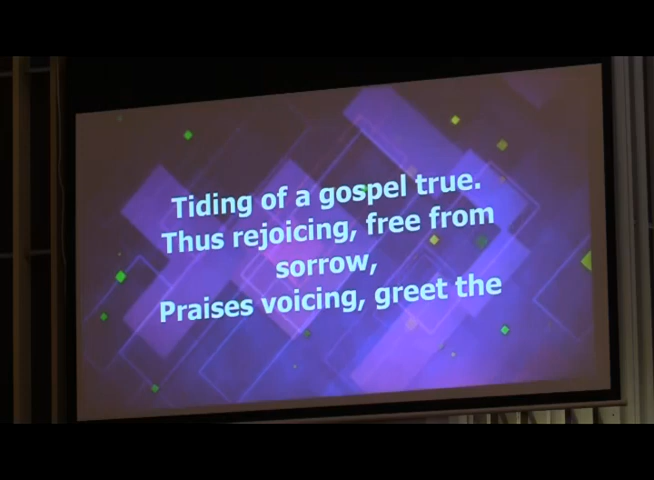 Tiding of a gospel true.
Thus rejoicing, free from
sorrow,
Praises voicing, greet the